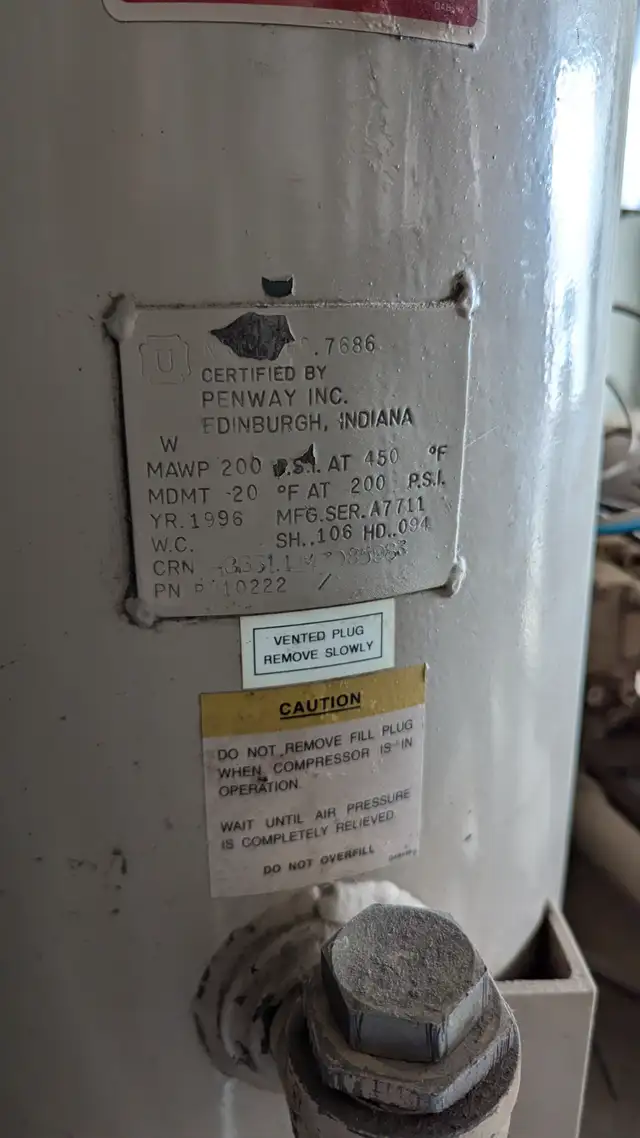 U
.7686
CERTIFIED BY
PENWAY INC.
EDINBURGH, INDIANA
W
MAWP 200 P.S.I. AT 450 °F
MDMT -20 °F AT 200 P.S.I.
YR. 1996 MFG.SER. A7711
W.C. SH..106 HD..094
CRN
PN 10222 /
VENTED PLUG
REMOVE SLOWLY
CAUTION
DO NOT REMOVE FILL PLUG
WHEN COMPRESSOR IS IN
OPERATION.
WAIT UNTIL AIR PRESSURE
IS COMPLETELY RELIEVED
DO NOT OVERFILL